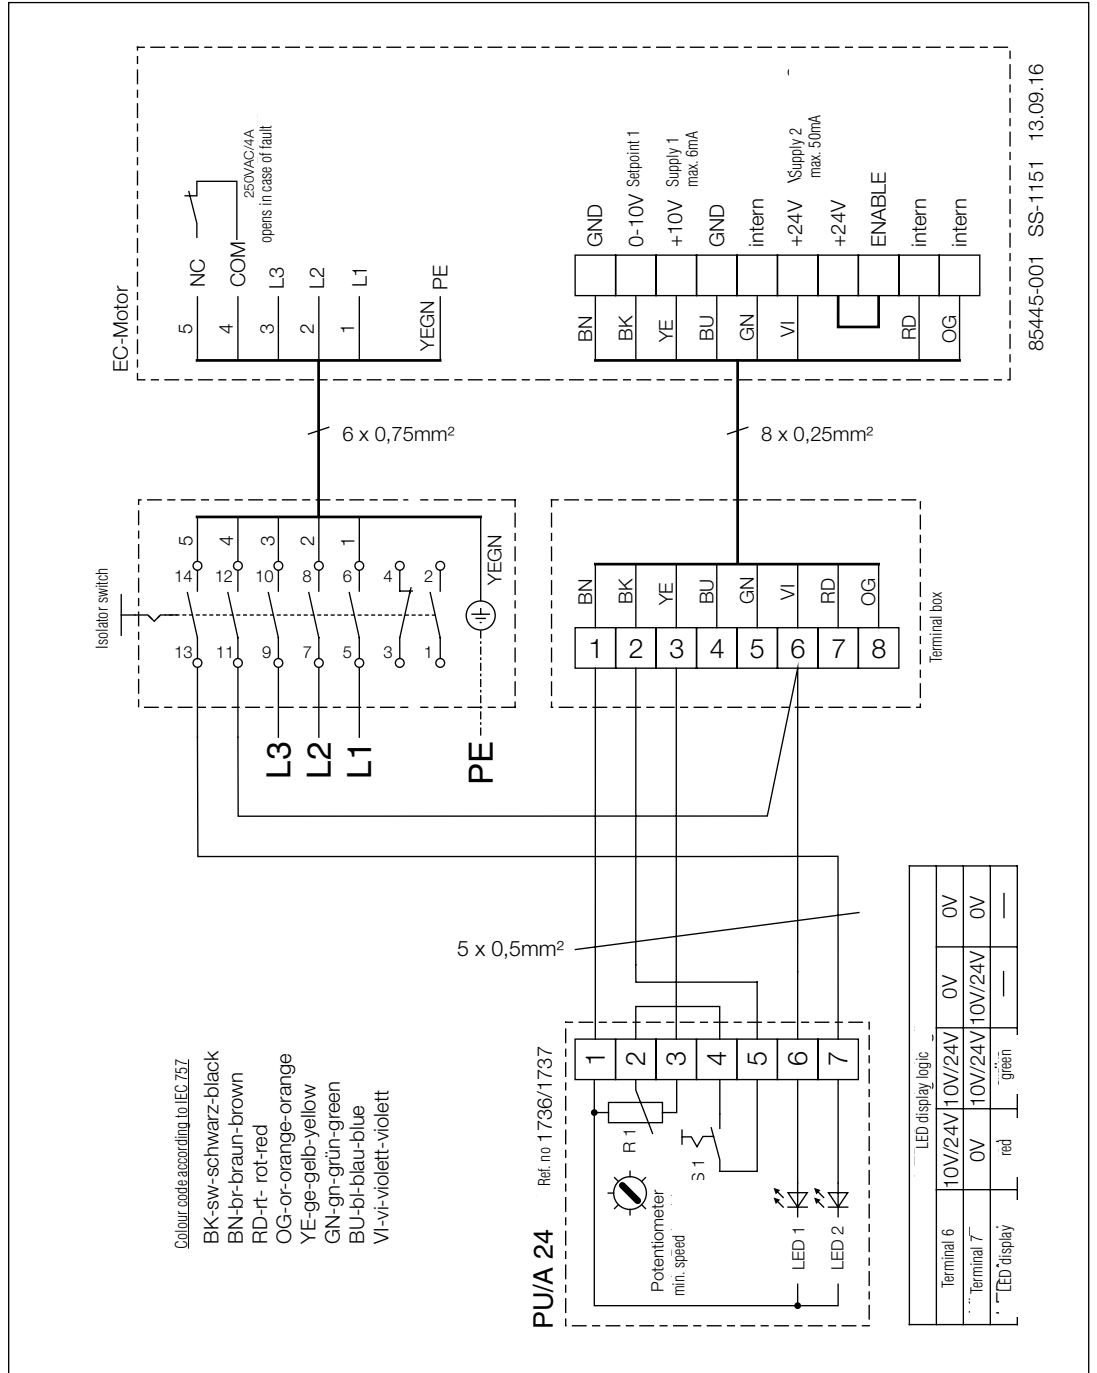 EC-Motor
NC
COM
250VAC/4A
opens in case of fault
L3
L2
L1
PE
5
4
3
2
1
YEGN
GND
0-10V Setpoint 1
+10V Supply 1
max. 6mA
GND
intern
+24V \Supply 2
max. 50mA
+24V
ENABLE
intern
intern
BN
BK
YE
BU
GN
VI
RD
OG
85445-001 SS-1151 13.09.16
6 x 0,75mm²
8 x 0,25mm²
Isolator switch
5
4
3
2
1
YEGN
14
12
10
8
6
4
2
13
11
9
7
5
3
1
L3
L2
L1
PE
BN
BK
YE
BU
GN
VI
RD
OG
1
2
3
4
5
6
7
8
Terminal box
5 x 0,5mm²
Colour code according to IEC 757
BK-sw-schwarz-black
BN-br-braun-brown
RD-rt- rot-red
OG-or-orange-orange
YE-ge-gelb-yellow
GN-gn-grün-green
BU-bl-blau-blue
VI-vi-violett-violett
PU/A 24
Ref. no 1736/1737
1
2
3
4
5
6
7
R1
Potentiometer
min. speed
LED 1
LED 2
LED display logic
Terminal 6 10V/24V 10V/24V 0V 0V
Terminal 7 0V 10V/24V 10V/24V 0V
LED display red green — —